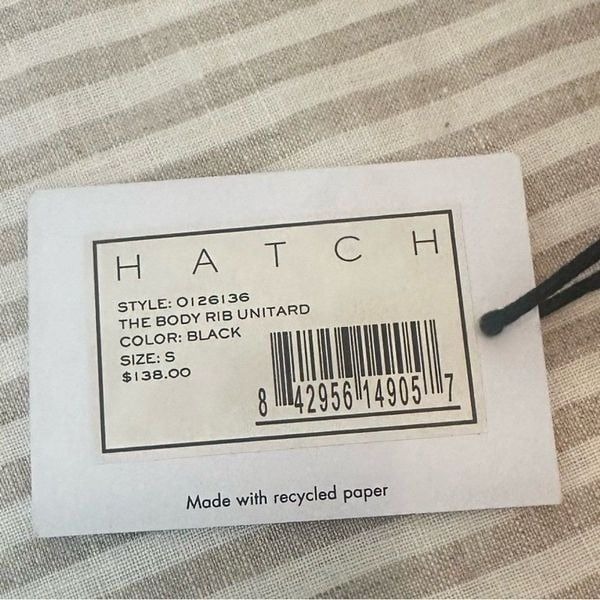 HATCH
STYLE: 0126136
THE BODY RIB UNITARD
COLOR: BLACK
SIZE: S
$138.00
8 42956 14905 7
Made with recycled paper